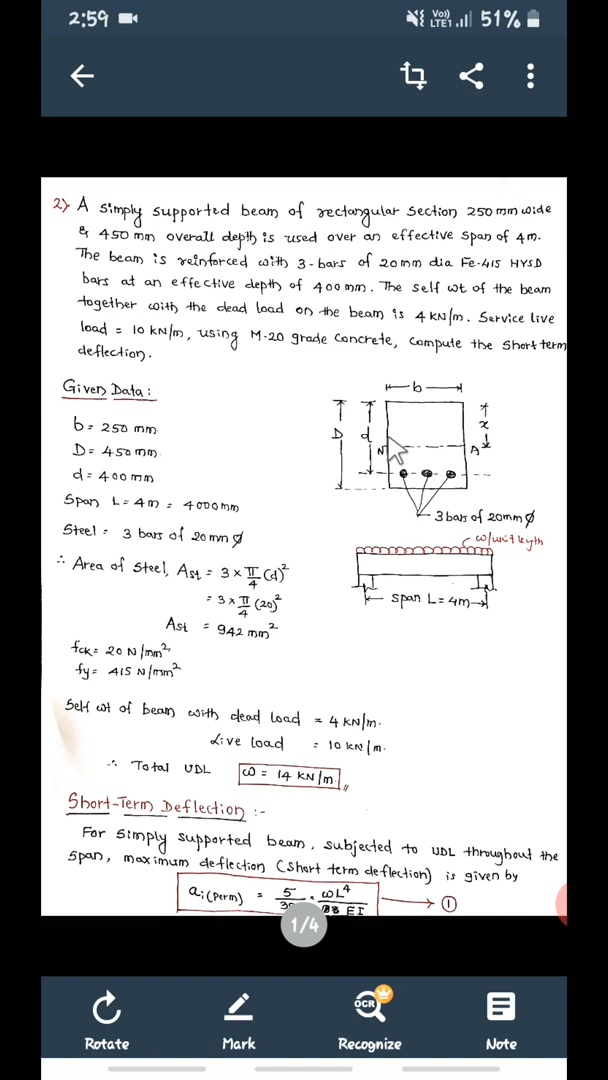 2:59
Vo))
LTE1
51%
2) A simply supported beam of rectangular section 250 mm wide
& 450 mm overall depth is used over an effective span of 4m.
The beam is reinforced with 3-bars of 20mm dia Fe-415 HYSD
bars at an effective depth of 400 mm. The self wt of the beam
together with the dead load on the beam is 4 KN/m. Service live
load = 10 KN/m, using M-20 grade concrete, compute the short term
deflection.
Given Data:
b = 250 mm
D = 450 mm
d = 400 mm
Span L = 4m = 4000mm
Steel = 3 bars of 20mm ϕ
∴ Area of steel, Ast = 3 × π/4 (d)²
= 3 × π/4 (20)²
Ast = 942 mm²
fck = 20 N/mm²
fy = 415 N/mm²
b
D
d
x
N
A
3 bars of 20mm ϕ
ω/unit length
span L = 4m
Self wt of beam with dead load = 4 KN/m.
Live load = 10 KN/m.
∴ Total UDL ω = 14 KN/m
Short-Term Deflection :-
For simply supported beam, subjected to UDL throughout the
span, maximum deflection (short term deflection) is given by
ai(Perm) = 5 × ωL⁴ / EI → ①
1/4
Rotate
Mark
OCR
Recognize
Note